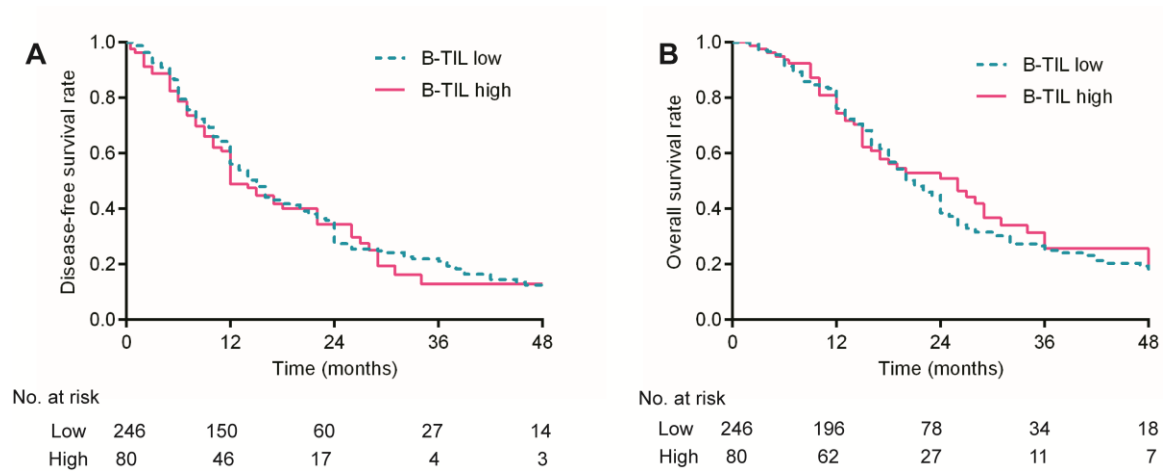 A
Disease-free survival rate
1.0
0.8
0.6
0.4
0.2
0.0
0 12 24 36 48
Time (months)
B-TIL low
B-TIL high
No. at risk
Low 246 150 60 27 14
High 80 46 17 4 3
B
Overall survival rate
1.0
0.8
0.6
0.4
0.2
0.0
0 12 24 36 48
Time (months)
B-TIL low
B-TIL high
No. at risk
Low 246 196 78 34 18
High 80 62 27 11 7